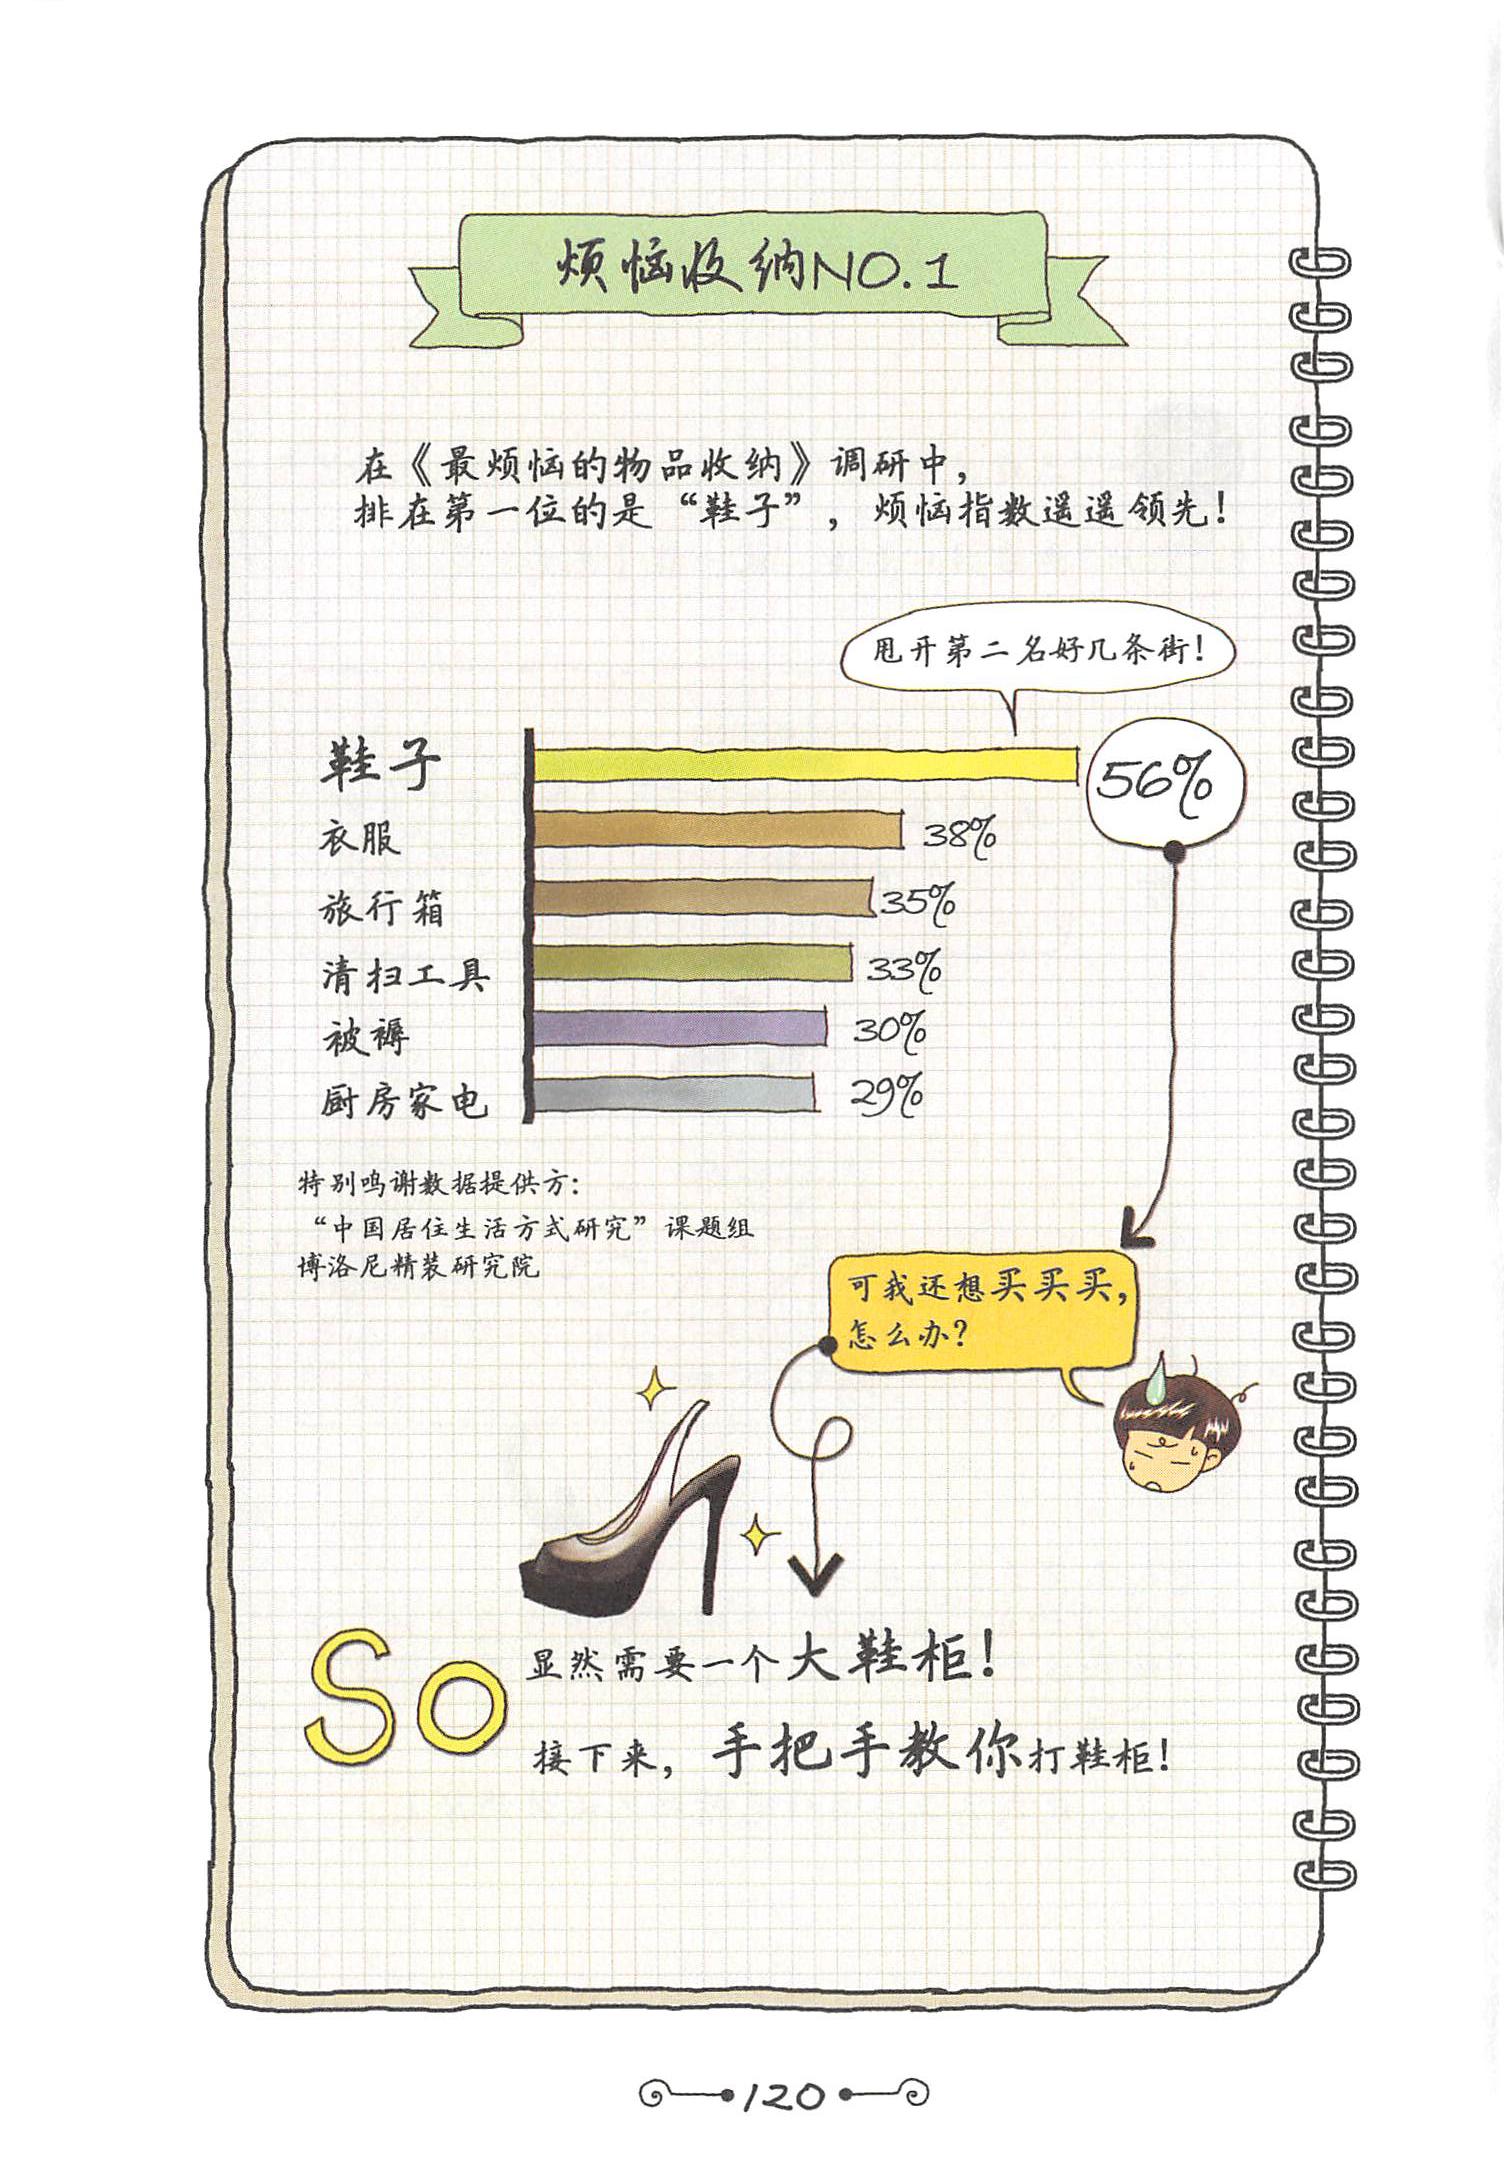 烦恼收纳NO.1
在《最烦恼的物品收纳》调研中，
排在第一位的是“鞋子”，烦恼指数遥遥领先！
甩开第二名好几条街！
鞋子 56%
衣服 38%
旅行箱 35%
清扫工具 33%
被褥 30%
厨房家电 29%
特别鸣谢数据提供方：
“中国居住生活方式研究”课题组
博洛尼精装研究院
可我还想买买买，
怎么办？
So
显然需要一个大鞋柜！
接下来，手把手教你打鞋柜！
120